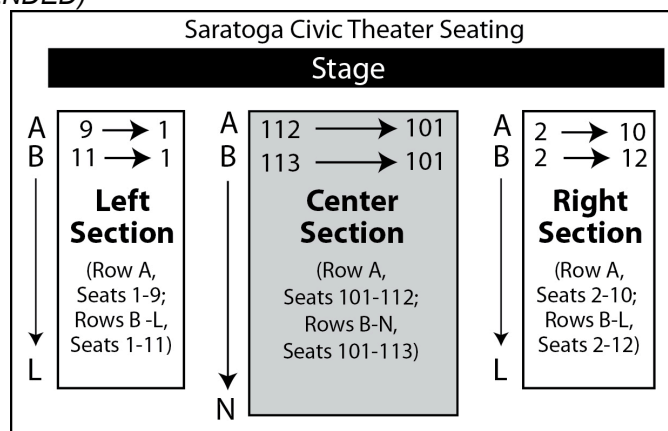 NDED)
Saratoga Civic Theater Seating
Stage
A 9 → 1
B 11 → 1
Left
Section
(Row A,
Seats 1-9;
Rows B -L,
Seats 1-11)
L
A 112 → 101
B 113 → 101
Center
Section
(Row A,
Seats 101-112;
Rows B-N,
Seats 101-113)
N
A 2 → 10
B 2 → 12
Right
Section
(Row A,
Seats 2-10;
Rows B-L,
Seats 2-12)
L